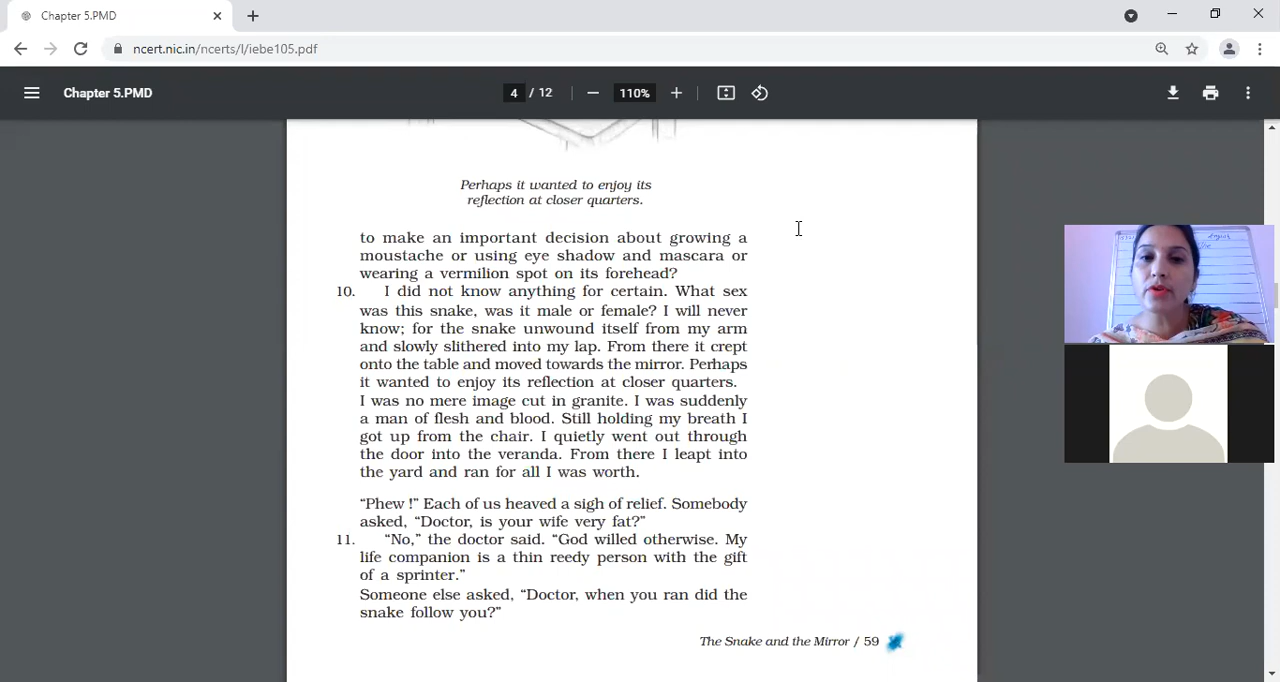 Chapter 5.PMD
ncert.nic.in/ncerts/l/iebe105.pdf
Chapter 5.PMD
4 / 12
110%
Perhaps it wanted to enjoy its
reflection at closer quarters.
to make an important decision about growing a
moustache or using eye shadow and mascara or
wearing a vermilion spot on its forehead?
10. I did not know anything for certain. What sex
was this snake, was it male or female? I will never
know; for the snake unwound itself from my arm
and slowly slithered into my lap. From there it crept
onto the table and moved towards the mirror. Perhaps
it wanted to enjoy its reflection at closer quarters.
I was no mere image cut in granite. I was suddenly
a man of flesh and blood. Still holding my breath I
got up from the chair. I quietly went out through
the door into the veranda. From there I leapt into
the yard and ran for all I was worth.
“Phew !” Each of us heaved a sigh of relief. Somebody
asked, “Doctor, is your wife very fat?”
11. “No,” the doctor said. “God willed otherwise. My
life companion is a thin reedy person with the gift
of a sprinter.”
Someone else asked, “Doctor, when you ran did the
snake follow you?”
The Snake and the Mirror / 59